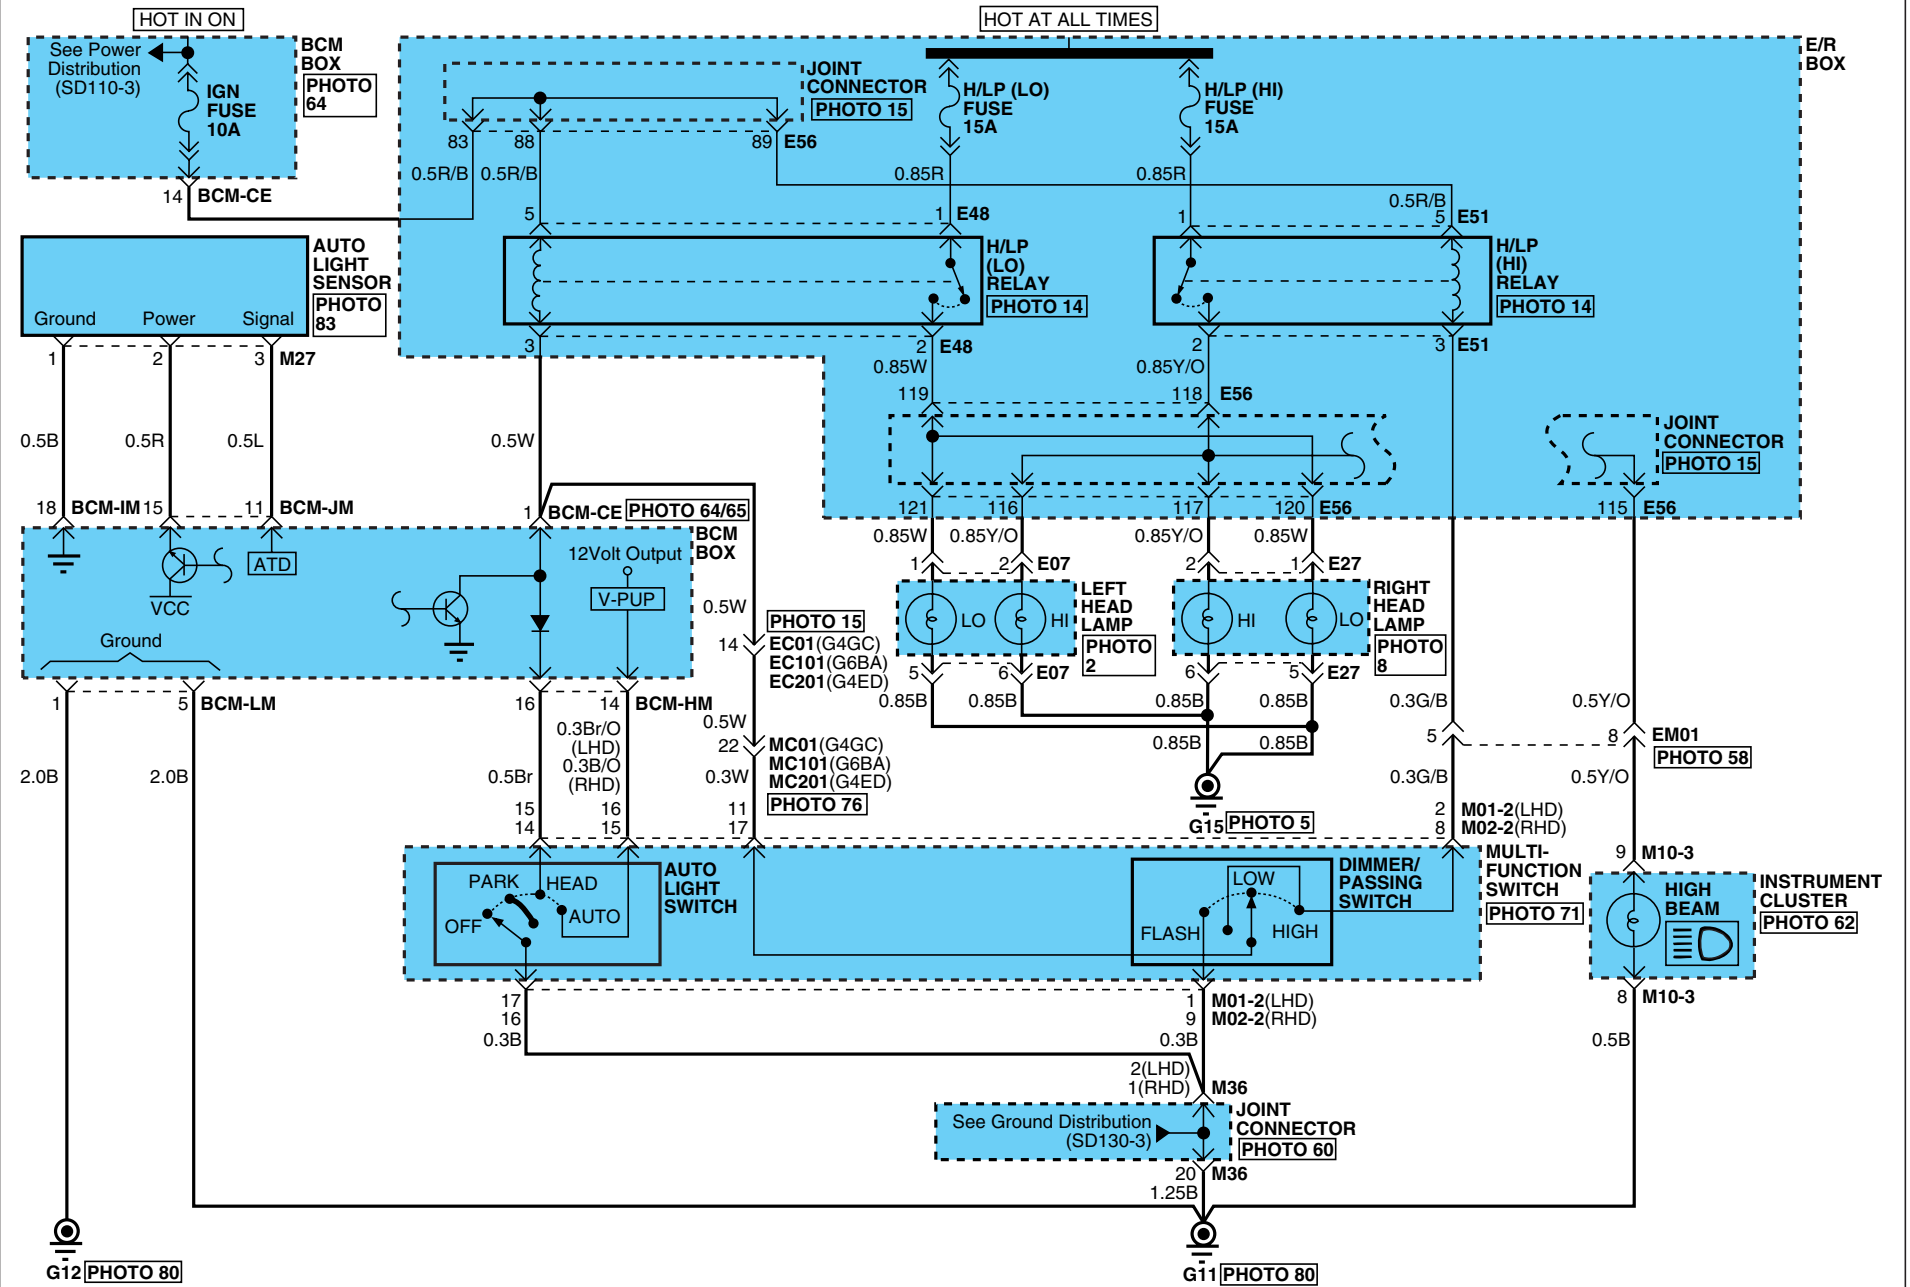 HOT IN ON
HOT AT ALL TIMES
See Power
Distribution
(SD110-3)
IGN
FUSE
10A
BCM
BOX
PHOTO
64
14 BCM-CE
JOINT
CONNECTOR
PHOTO 15
83 88 89 E56
0.5R/B 0.5R/B
H/LP (LO)
FUSE
15A
H/LP (HI)
FUSE
15A
E/R
BOX
0.85R 0.85R
0.5R/B
5 1 E48
1 5 E51
H/LP
(LO)
RELAY
PHOTO 14
H/LP
(HI)
RELAY
PHOTO 14
3 2 E48
2 3 E51
0.85W 0.85Y/O
119 118 E56
JOINT
CONNECTOR
PHOTO 15
121 116 117 120 E56
115 E56
AUTO
LIGHT
SENSOR
PHOTO
83
Ground Power Signal
1 2 3 M27
0.5B 0.5R 0.5L 0.5W
18 BCM-IM 15 11 BCM-JM
1 BCM-CE PHOTO 64/65
BCM
BOX
ATD
VCC
12Volt Output
V-PUP
Ground
1 5 BCM-LM
16 14 BCM-HM
0.85W 0.85Y/O 0.85Y/O 0.85W
1 2 E07
2 1 E27
LO HI
HI LO
LEFT
HEAD
LAMP
PHOTO
2
RIGHT
HEAD
LAMP
PHOTO
8
5 6 E07
6 5 E27
0.85B 0.85B 0.85B 0.85B
0.85B 0.85B
G15 PHOTO 5
0.5W
PHOTO 15
14 EC01(G4GC)
EC101(G6BA)
EC201(G4ED)
0.5W
22 MC01(G4GC)
MC101(G6BA)
MC201(G4ED)
PHOTO 76
0.3W
0.3Br/O
(LHD)
0.3B/O
(RHD)
2.0B 2.0B 0.5Br
0.3G/B 0.5Y/O
5 8 EM01
PHOTO 58
0.3G/B 0.5Y/O
15 16 11 2 M01-2(LHD)
14 15 17 8 M02-2(RHD)
MULTI-
FUNCTION
SWITCH
PHOTO 71
AUTO
LIGHT
SWITCH
PARK HEAD
OFF AUTO
DIMMER/
PASSING
SWITCH
LOW
FLASH HIGH
9 M10-3
HIGH
BEAM
INSTRUMENT
CLUSTER
PHOTO 62
8 M10-3
17 1 M01-2(LHD)
16 9 M02-2(RHD)
0.3B 0.3B 0.5B
2(LHD)
1(RHD) M36
See Ground Distribution
(SD130-3)
JOINT
CONNECTOR
PHOTO 60
20 M36
1.25B
G12 PHOTO 80
G11 PHOTO 80